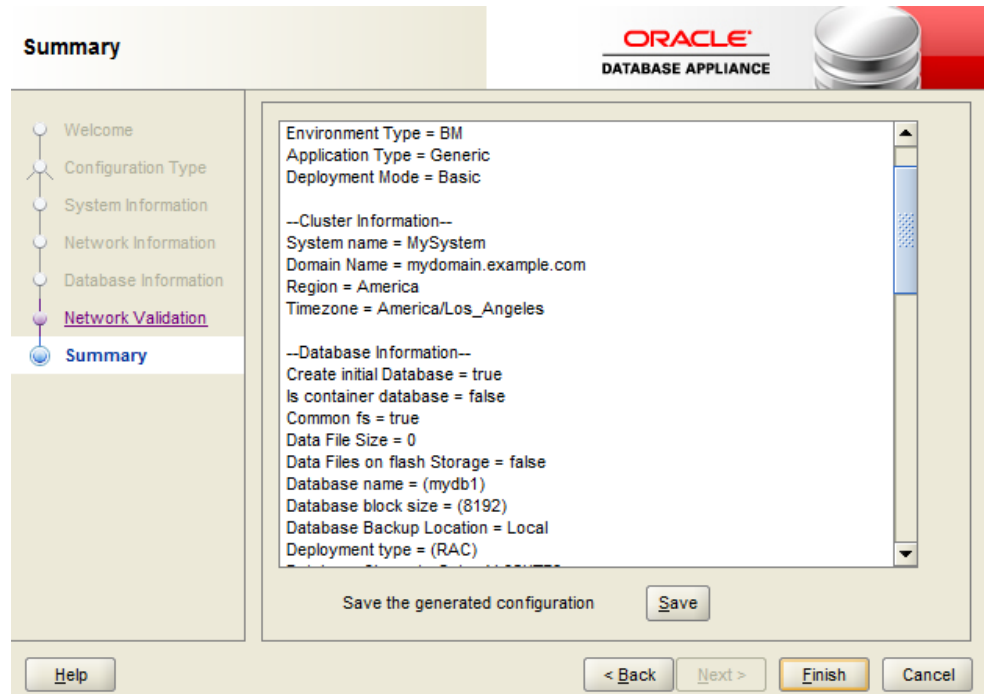 Summary
ORACLE
DATABASE APPLIANCE
Welcome
Configuration Type
System Information
Network Information
Database Information
Network Validation
Summary
Environment Type = BM
Application Type = Generic
Deployment Mode = Basic
--Cluster Information--
System name = MySystem
Domain Name = mydomain.example.com
Region = America
Timezone = America/Los_Angeles
--Database Information--
Create initial Database = true
Is container database = false
Common fs = true
Data File Size = 0
Data Files on flash Storage = false
Database name = (mydb1)
Database block size = (8192)
Database Backup Location = Local
Deployment type = (RAC)
Save the generated configuration
Save
Help
< Back
Next >
Finish
Cancel